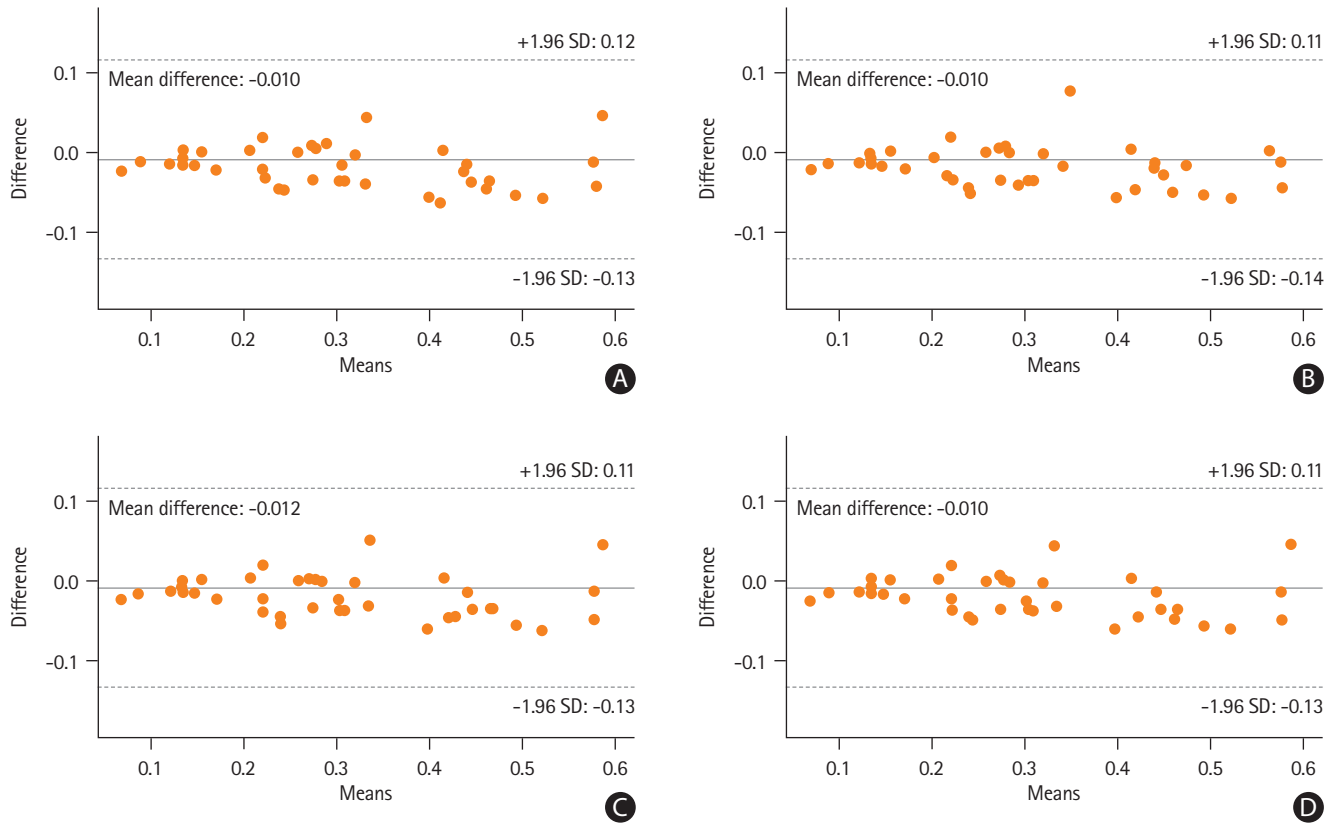 +1.96 SD: 0.12
0.1
Mean difference: -0.010
0.0
-0.1
-1.96 SD: -0.13
Difference
0.1 0.2 0.3 0.4 0.5 0.6
Means
A
+1.96 SD: 0.11
0.1
Mean difference: -0.010
0.0
-0.1
-1.96 SD: -0.14
Difference
0.1 0.2 0.3 0.4 0.5 0.6
Means
B
+1.96 SD: 0.11
0.1
Mean difference: -0.012
0.0
-0.1
-1.96 SD: -0.13
Difference
0.1 0.2 0.3 0.4 0.5 0.6
Means
C
+1.96 SD: 0.11
0.1
Mean difference: -0.010
0.0
-0.1
-1.96 SD: -0.13
Difference
0.1 0.2 0.3 0.4 0.5 0.6
Means
D